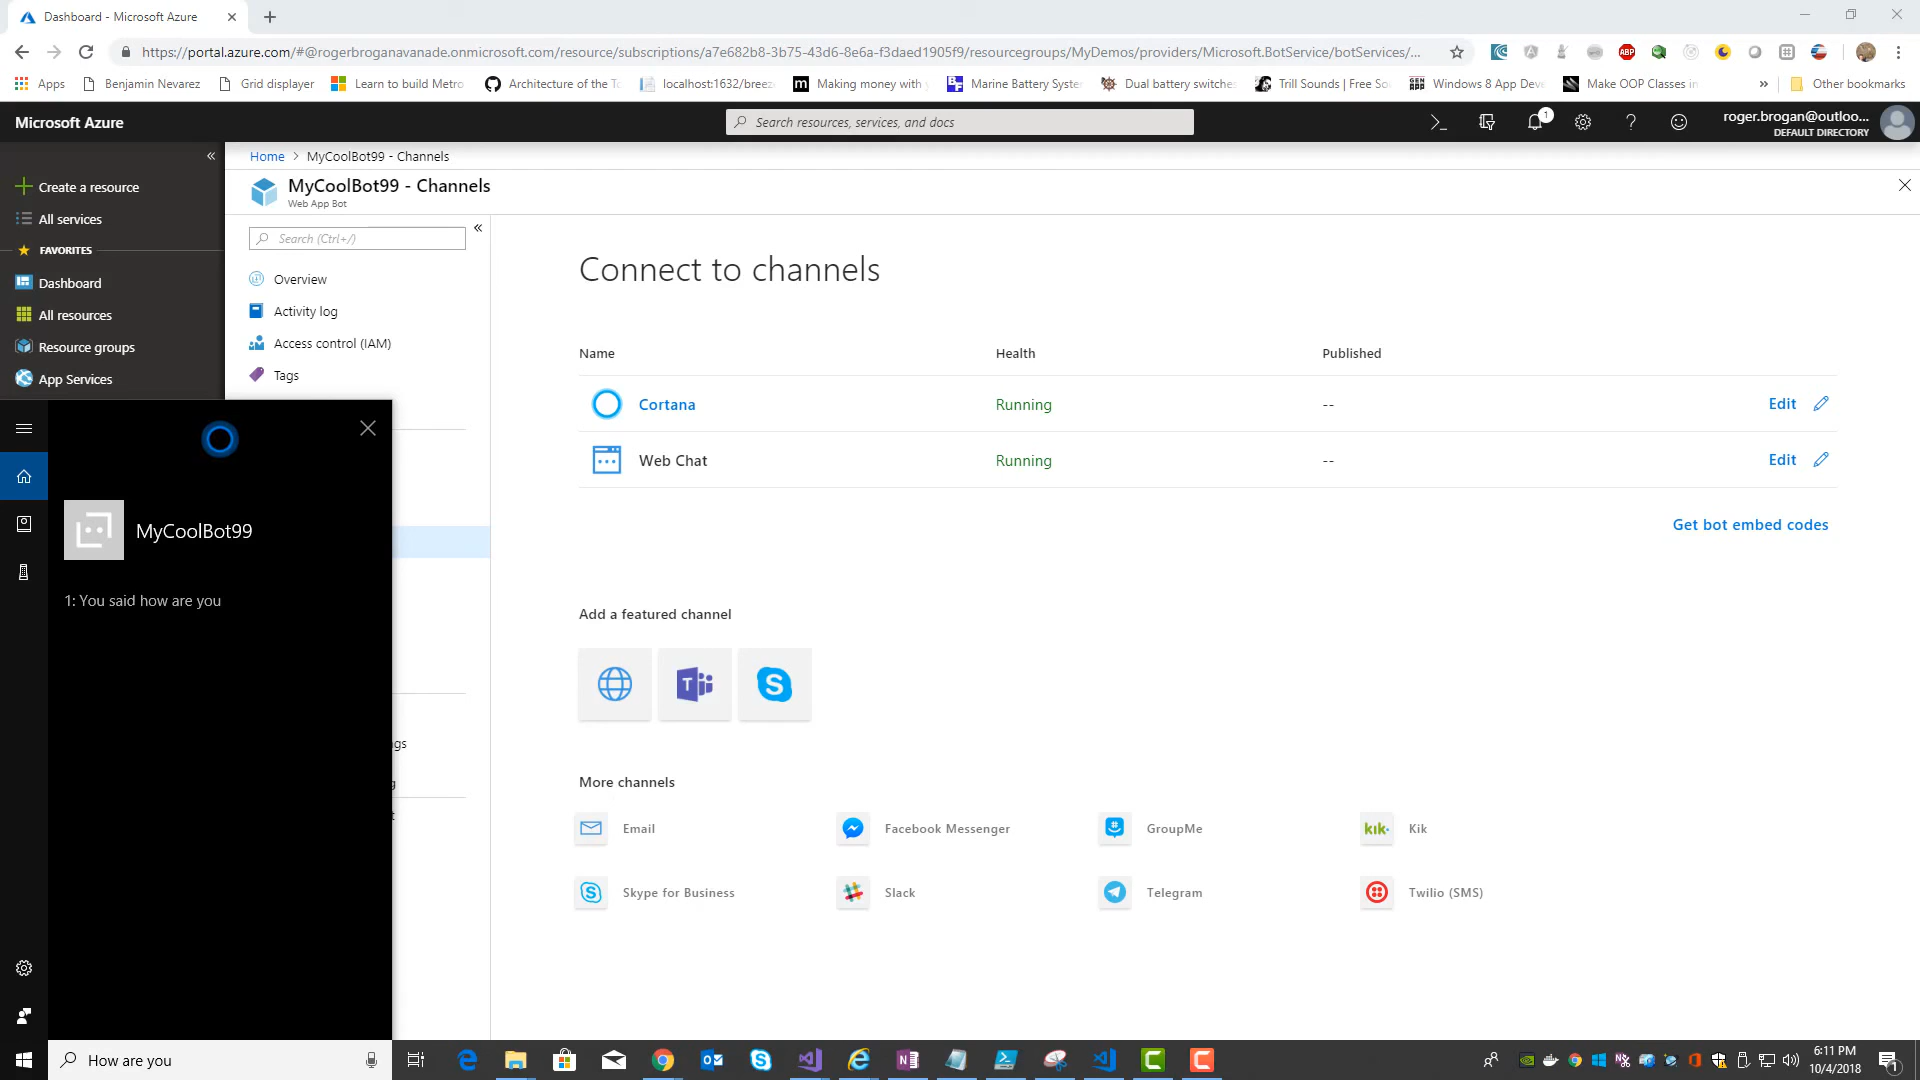 Dashboard - Microsoft Azure
https://portal.azure.com/#@rogerbroganavanade.onmicrosoft.com/resource/subscriptions/a7e682b8-3b75-43d6-8e6a-f3daed1905f9/resourcegroups/MyDemos/providers/Microsoft.BotService/botServices/...
Apps Benjamin Nevarez Grid displayer Learn to build Metro Architecture of the To localhost:1632/breez Making money with Marine Battery Syste Dual battery switches Trill Sounds | Free So Windows 8 App Deve Make OOP Classes in » Other bookmarks
Microsoft Azure
Search resources, services, and docs
1
roger.brogan@outloo...
DEFAULT DIRECTORY
Home > MyCoolBot99 - Channels
MyCoolBot99 - Channels
Web App Bot
Create a resource
All services
FAVORITES
Dashboard
All resources
Resource groups
App Services
Search (Ctrl+/)
Overview
Activity log
Access control (IAM)
Tags
ngs
g
t
Connect to channels
Name Health Published
Cortana Running -- Edit
Web Chat Running -- Edit
Get bot embed codes
Add a featured channel
More channels
Email Facebook Messenger GroupMe kik Kik
Skype for Business Slack Telegram Twilio (SMS)
MyCoolBot99
1: You said how are you
How are you
6:11 PM
10/4/2018
1